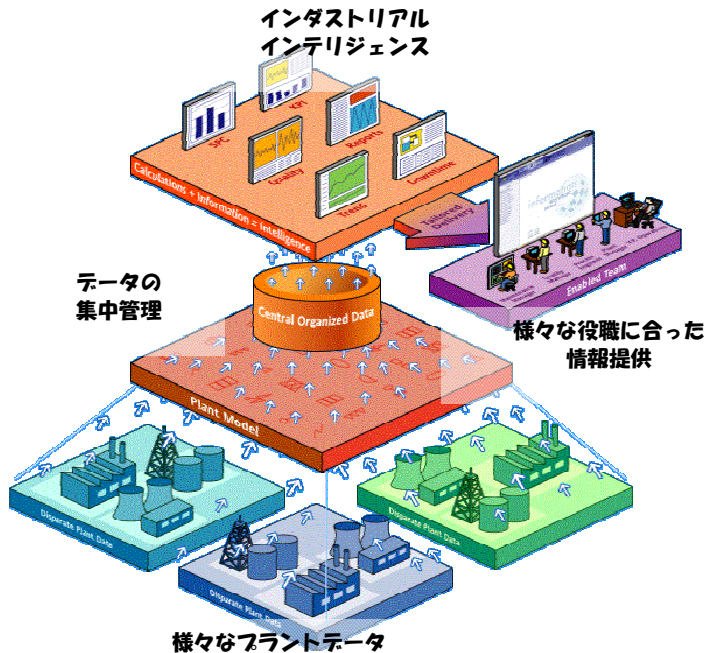 インダストリアル
インテリジェンス
KPI
SPC
Reports
Quality
Downtime
Trend
Calculations + Information = Intelligence
Tailored
Delivery
information
Enabled Team
データの
集中管理
Central Organized Data
様々な役職に合った
情報提供
Plant Model
Disparate Plant Data
Disparate Plant Data
Disparate Plant Data
様々なプラントデータ